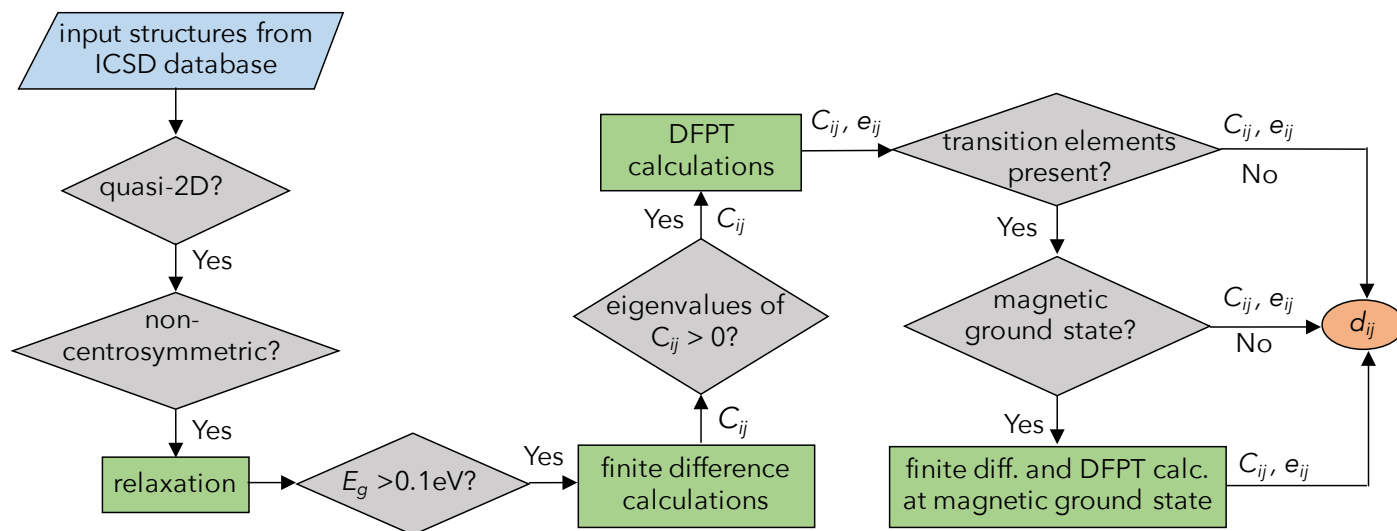 input structures from
ICSD database
quasi-2D?
Yes
non-
centrosymmetric?
Yes
relaxation
E_g >0.1eV?
Yes
finite difference
calculations
C_ij
eigenvalues of
C_ij > 0?
Yes
C_ij
DFPT
calculations
C_ij, e_ij
transition elements
present?
C_ij, e_ij
No
Yes
magnetic
ground state?
C_ij, e_ij
No
Yes
finite diff. and DFPT calc.
at magnetic ground state
C_ij, e_ij
d_ij